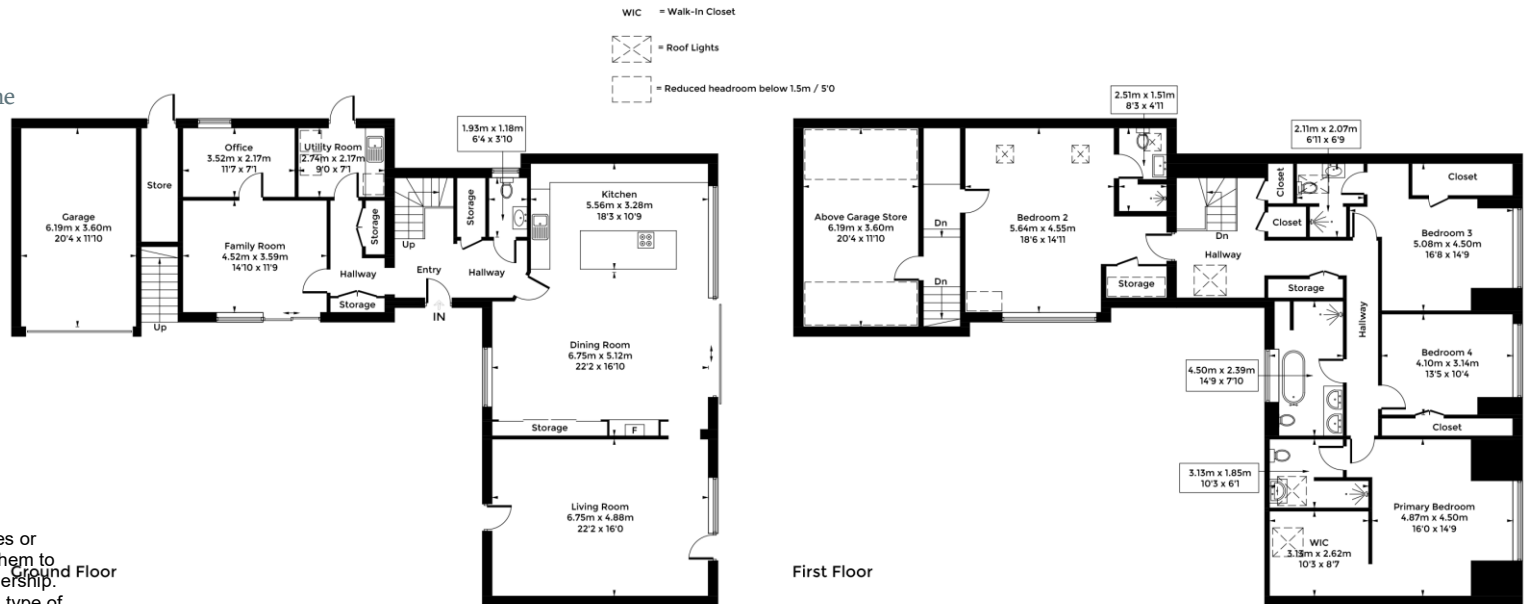 WIC = Walk-In Closet
= Roof Lights
= Reduced headroom below 1.5m / 5'0
ne
Garage
6.19m x 3.60m
20'4 x 11'10
Store
Up
Office
3.52m x 2.17m
11'7 x 7'1
Utility Room
2.74m x 2.17m
9'0 x 7'1
Family Room
4.52m x 3.59m
14'10 x 11'9
Storage
Hallway
Storage
Up
Entry
IN
Storage
Hallway
1.93m x 1.18m
6'4 x 3'10
Kitchen
5.56m x 3.28m
18'3 x 10'9
Dining Room
6.75m x 5.12m
22'2 x 16'10
Storage
F
Living Room
6.75m x 4.88m
22'2 x 16'0
es or
hem to
Ground Floor
ership.
type of
Above Garage Store
6.19m x 3.60m
20'4 x 11'10
Dn
Dn
Bedroom 2
5.64m x 4.55m
18'6 x 14'11
2.51m x 1.51m
8'3 x 4'11
Storage
Dn
Hallway
Closet
Closet
2.11m x 2.07m
6'11 x 6'9
Storage
Hallway
Closet
Bedroom 3
5.08m x 4.50m
16'8 x 14'9
4.50m x 2.39m
14'9 x 7'10
Bedroom 4
4.10m x 3.14m
13'5 x 10'4
Closet
3.13m x 1.85m
10'3 x 6'1
Primary Bedroom
4.87m x 4.50m
16'0 x 14'9
WIC
3.13m x 2.62m
10'3 x 8'7
First Floor